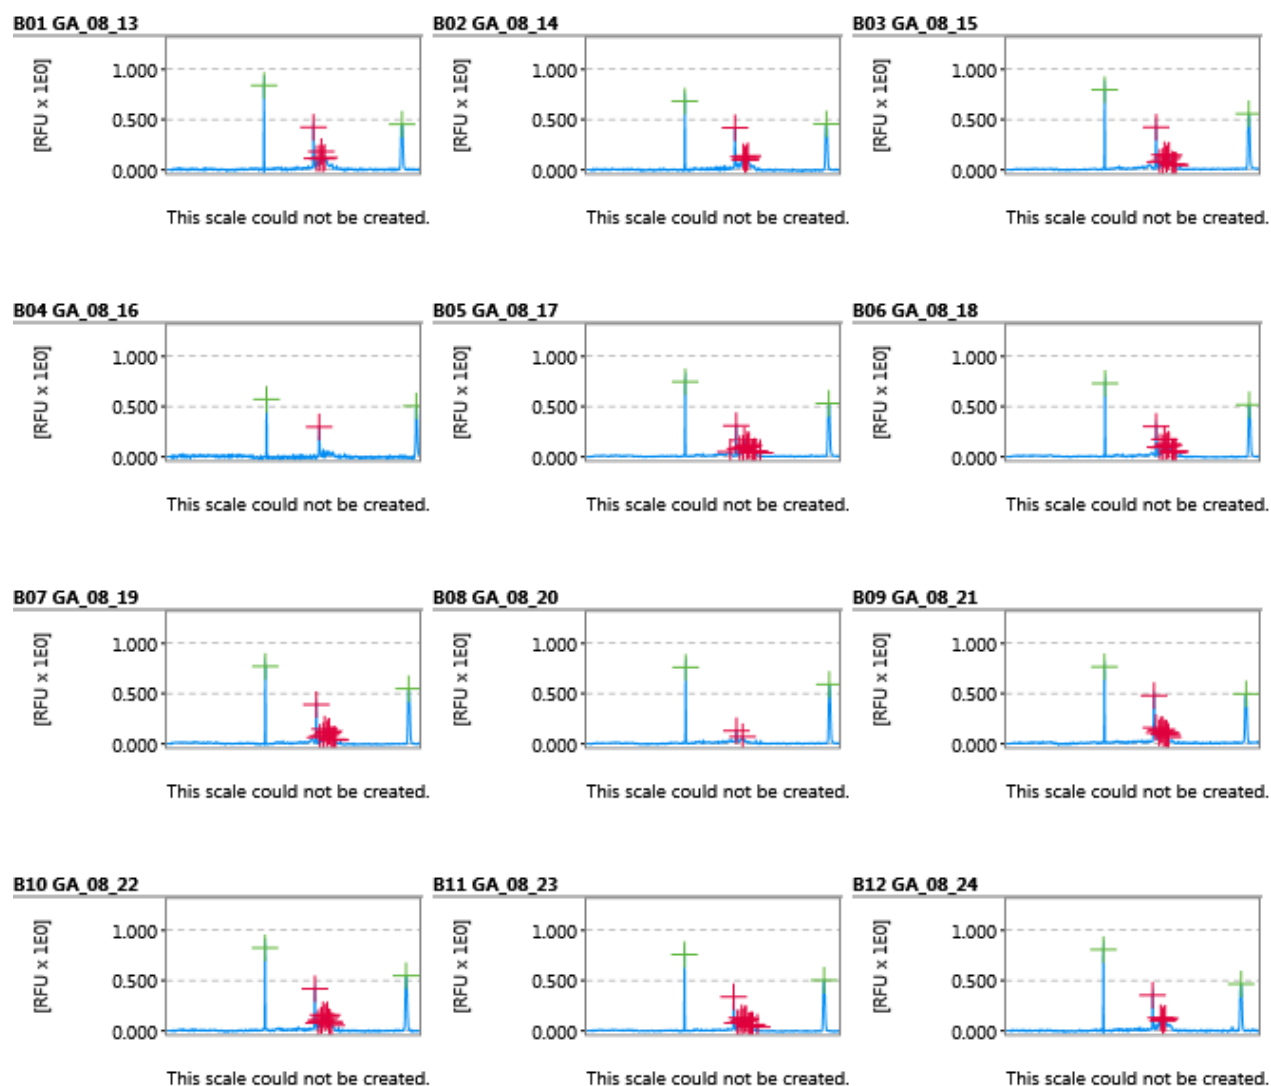 B01 GA_08_13
B02 GA_08_14
B03 GA_08_15
[RFU x 1E0]
1.000
0.500
0.000
[RFU x 1E0]
1.000
0.500
0.000
[RFU x 1E0]
1.000
0.500
0.000
This scale could not be created.
This scale could not be created.
This scale could not be created.
B04 GA_08_16
B05 GA_08_17
B06 GA_08_18
[RFU x 1E0]
1.000
0.500
0.000
[RFU x 1E0]
1.000
0.500
0.000
[RFU x 1E0]
1.000
0.500
0.000
This scale could not be created.
This scale could not be created.
This scale could not be created.
B07 GA_08_19
B08 GA_08_20
B09 GA_08_21
[RFU x 1E0]
1.000
0.500
0.000
[RFU x 1E0]
1.000
0.500
0.000
[RFU x 1E0]
1.000
0.500
0.000
This scale could not be created.
This scale could not be created.
This scale could not be created.
B10 GA_08_22
B11 GA_08_23
B12 GA_08_24
[RFU x 1E0]
1.000
0.500
0.000
[RFU x 1E0]
1.000
0.500
0.000
[RFU x 1E0]
1.000
0.500
0.000
This scale could not be created.
This scale could not be created.
This scale could not be created.